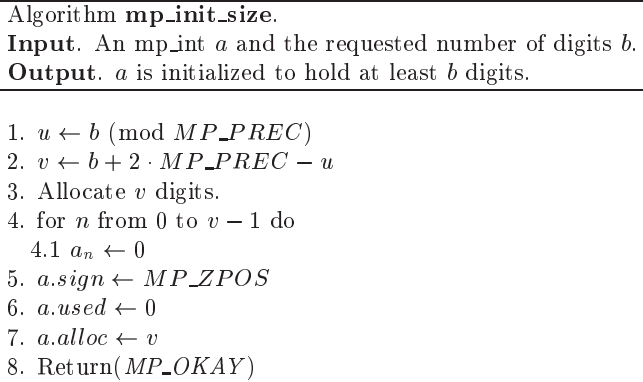 Algorithm mp_init_size.
Input. An mp_int a and the requested number of digits b.
Output. a is initialized to hold at least b digits.
1. u ← b (mod MP_PREC)
2. v ← b + 2 · MP_PREC − u
3. Allocate v digits.
4. for n from 0 to v − 1 do
4.1 aₙ ← 0
5. a.sign ← MP_ZPOS
6. a.used ← 0
7. a.alloc ← v
8. Return(MP_OKAY)